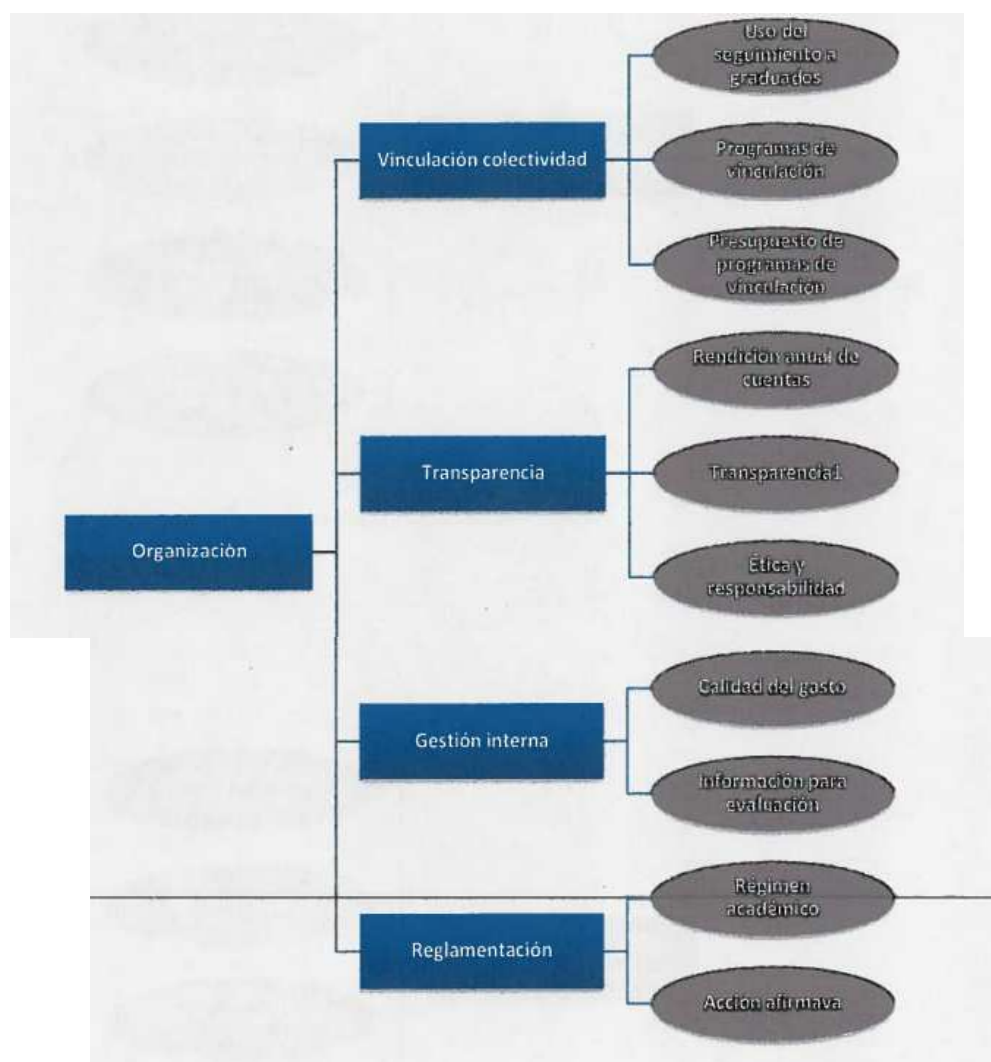 Uso del
seguimiento a
graduados
Vinculación colectividad
Programas de
vinculación
Presupuesto de
programas de
vinculación
Rendición anual de
cuentas
Transparencia
Transparencia1
Organización
Ética y
responsabilidad
Calidad del gasto
Gestión interna
Información para
evaluación
Régimen
académico
Reglamentación
Acción afirmava